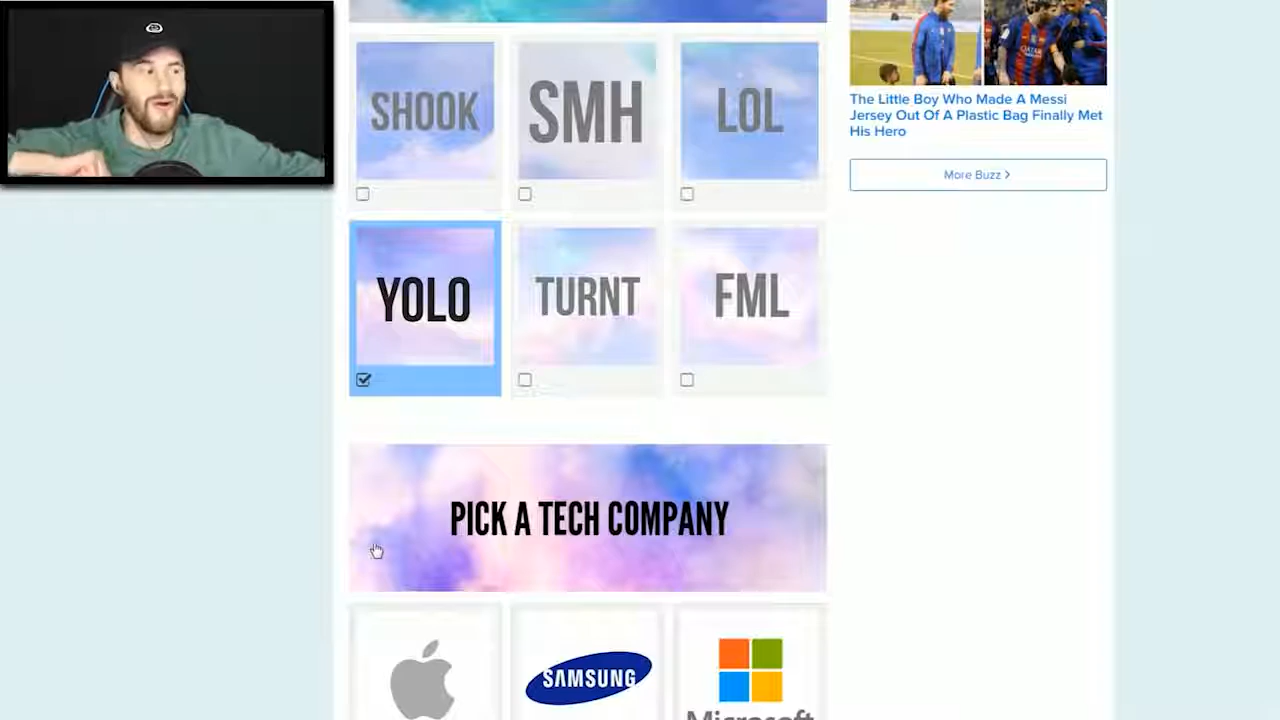 SHOOK
SMH
LOL
YOLO
TURNT
FML
PICK A TECH COMPANY
SAMSUNG
Microsoft
The Little Boy Who Made A Messi
Jersey Out Of A Plastic Bag Finally Met
His Hero
More Buzz >